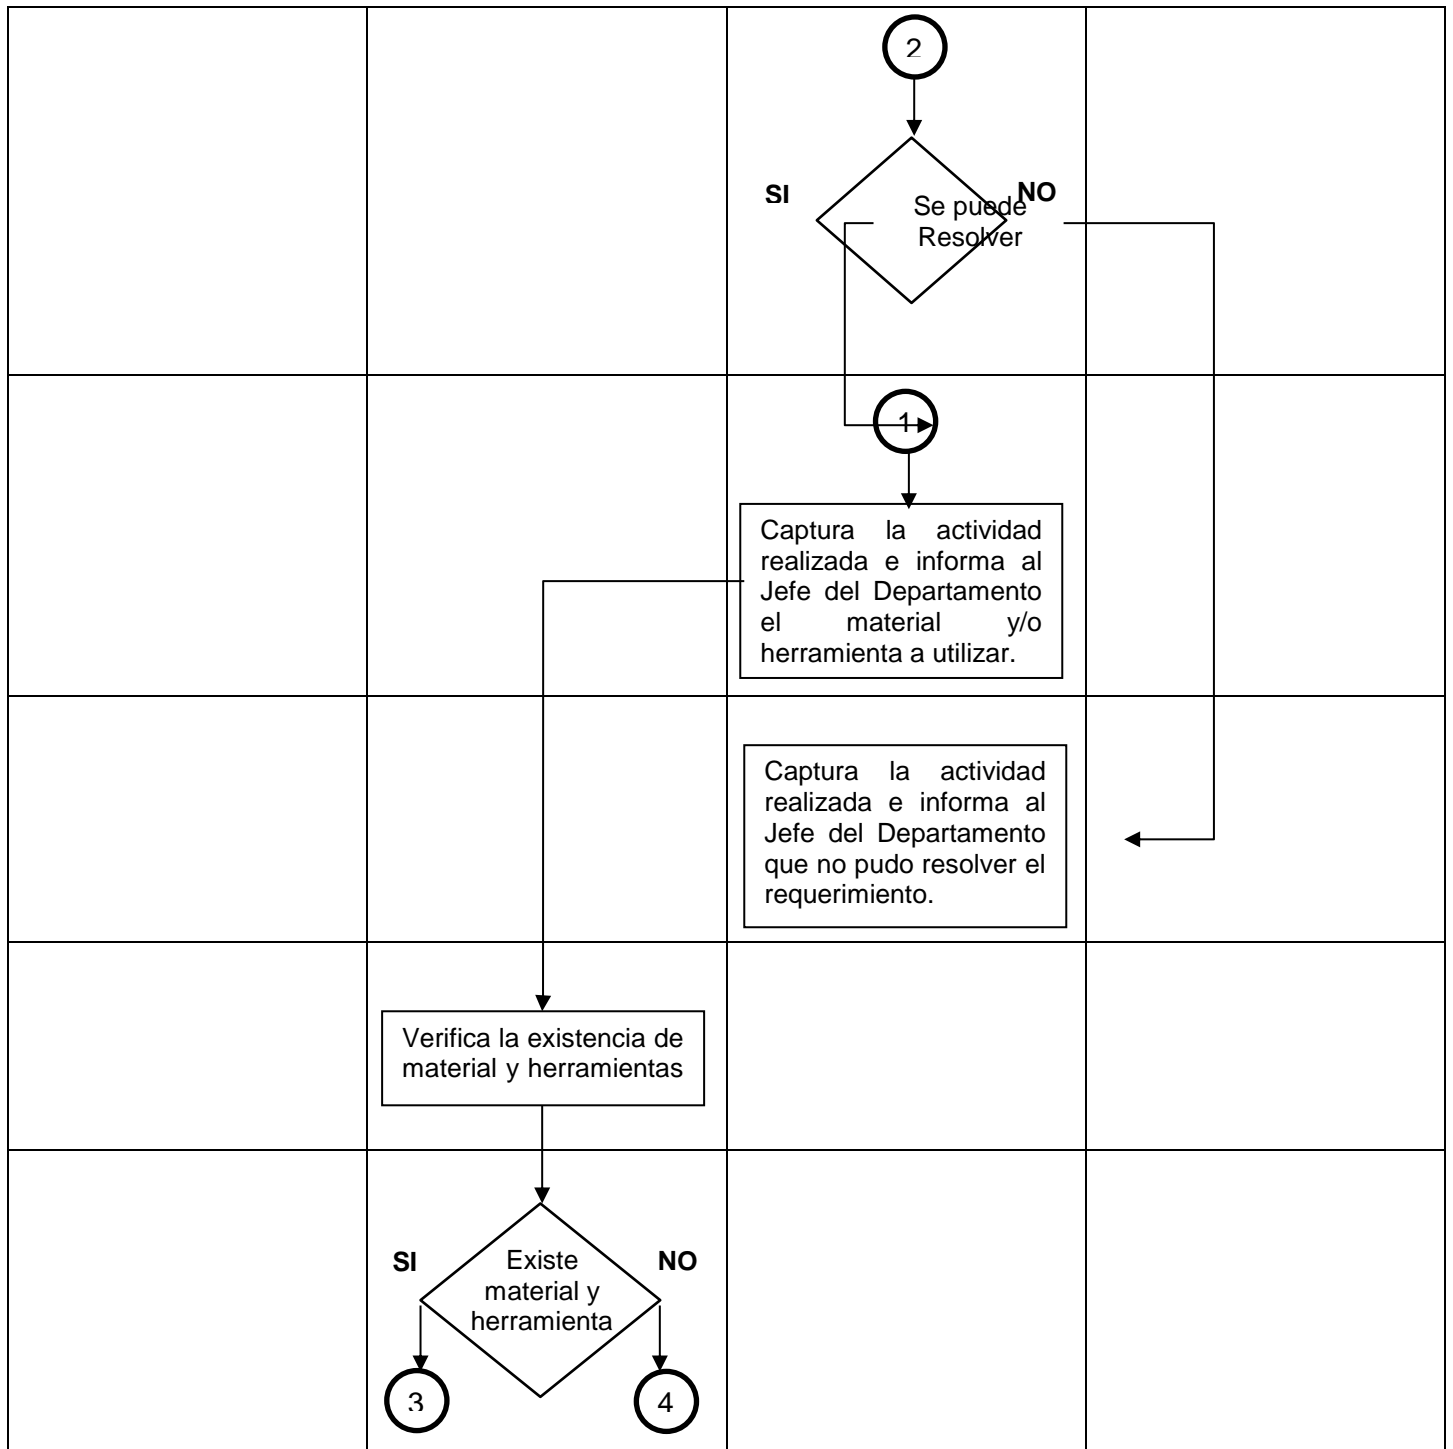 2
SI
NO
Se puede
Resolver
1
Captura la actividad
realizada e informa al
Jefe del Departamento
el material y/o
herramienta a utilizar.
Captura la actividad
realizada e informa al
Jefe del Departamento
que no pudo resolver el
requerimiento.
Verifica la existencia de
material y herramientas
SI
NO
Existe
material y
herramienta
3
4